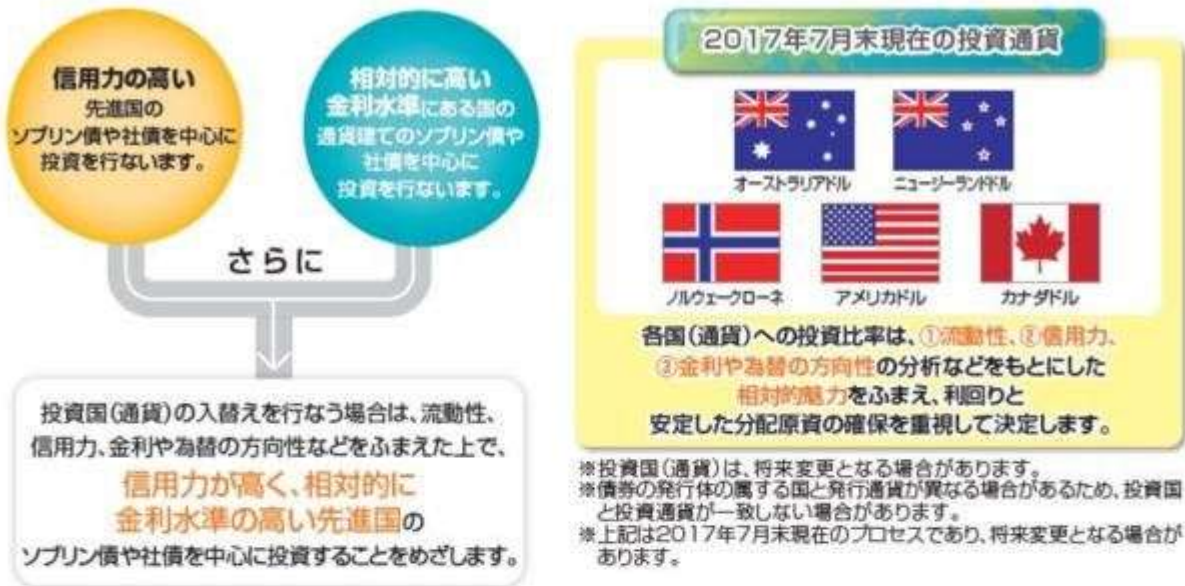 信用力の高い
先進国の
ソブリン債や社債を中心に
投資を行ないます。
相対的に高い
金利水準にある国の
通貨建てのソブリン債や
社債を中心に
投資を行ないます。
さらに
投資国(通貨)の入替えを行なう場合は、流動性、
信用力、金利や為替の方向性などをふまえた上で、
信用力が高く、相対的に
金利水準の高い先進国の
ソブリン債や社債を中心に投資することをめざします。
2017年7月末現在の投資通貨
オーストラリアドル
ニュージーランドドル
ノルウェークローネ
アメリカドル
カナダドル
各国(通貨)への投資比率は、①流動性、②信用力、
③金利や為替の方向性の分析などをもとにした
相対的魅力をふまえ、利回りと
安定した分配原資の確保を重視して決定します。
※投資国(通貨)は、将来変更となる場合があります。
※債券の発行体の属する国と発行通貨が異なる場合があるため、投資国
と投資通貨が一致しない場合があります。
※上記は2017年7月末現在のプロセスであり、将来変更となる場合が
あります。